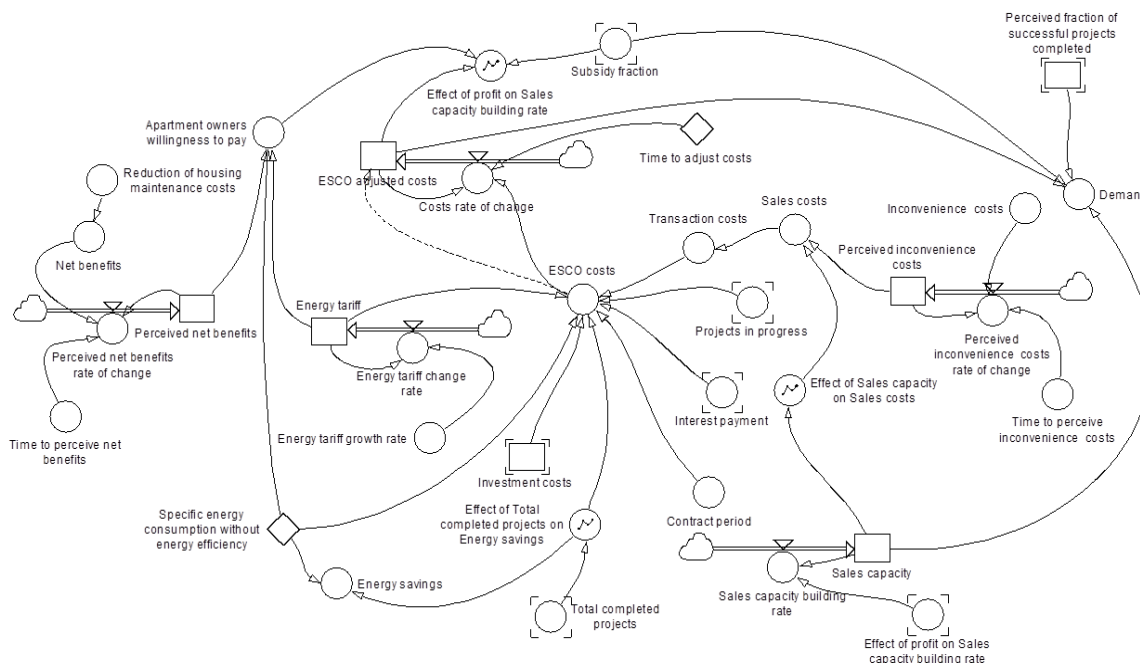 Perceived fraction of
successful projects
completed
Subsidy fraction
Effect of profit on Sales
capacity building rate
Apartment owners
willingness to pay
Time to adjust costs
Reduction of housing
maintenance costs
ESCO adjusted costs
Costs rate of change
Deman
Inconvenience costs
Sales costs
Transaction costs
Net benefits
Perceived inconvenience
costs
ESCO costs
Energy tariff
Perceived net benefits
Projects in progress
Perceived net benefits
rate of change
Perceived
inconvenience costs
rate of change
Energy tariff change
rate
Effect of Sales capacity
on Sales costs
Time to perceive net
benefits
Interest payment
Time to perceive
inconvenience costs
Energy tariff growth rate
Investment costs
Specific energy
consumption without
energy efficiency
Effect of Total
completed projects on
Energy savings
Contract period
Energy savings
Sales capacity
Sales capacity building
rate
Total completed
projects
Effect of profit on Sales
capacity building rate